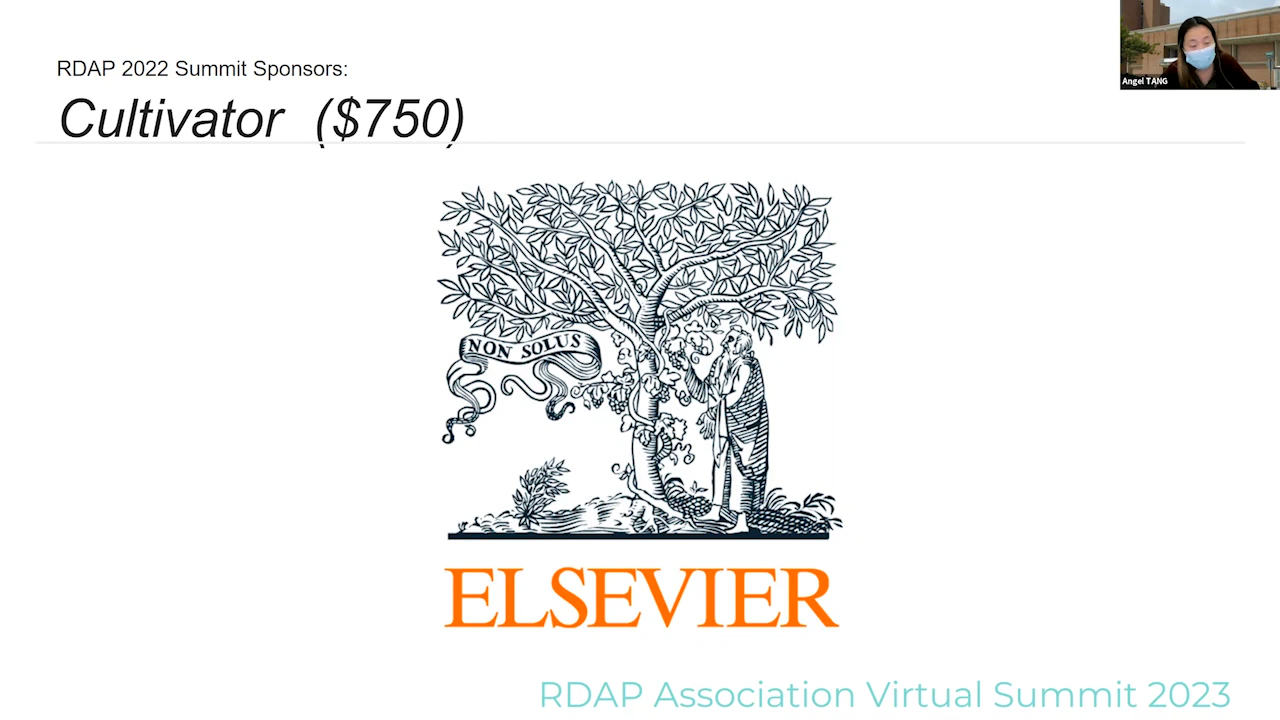 RDAP 2022 Summit Sponsors:
Cultivator ($750)
Angel TANG
NON SOLUS
ELSEVIER
RDAP Association Virtual Summit 2023